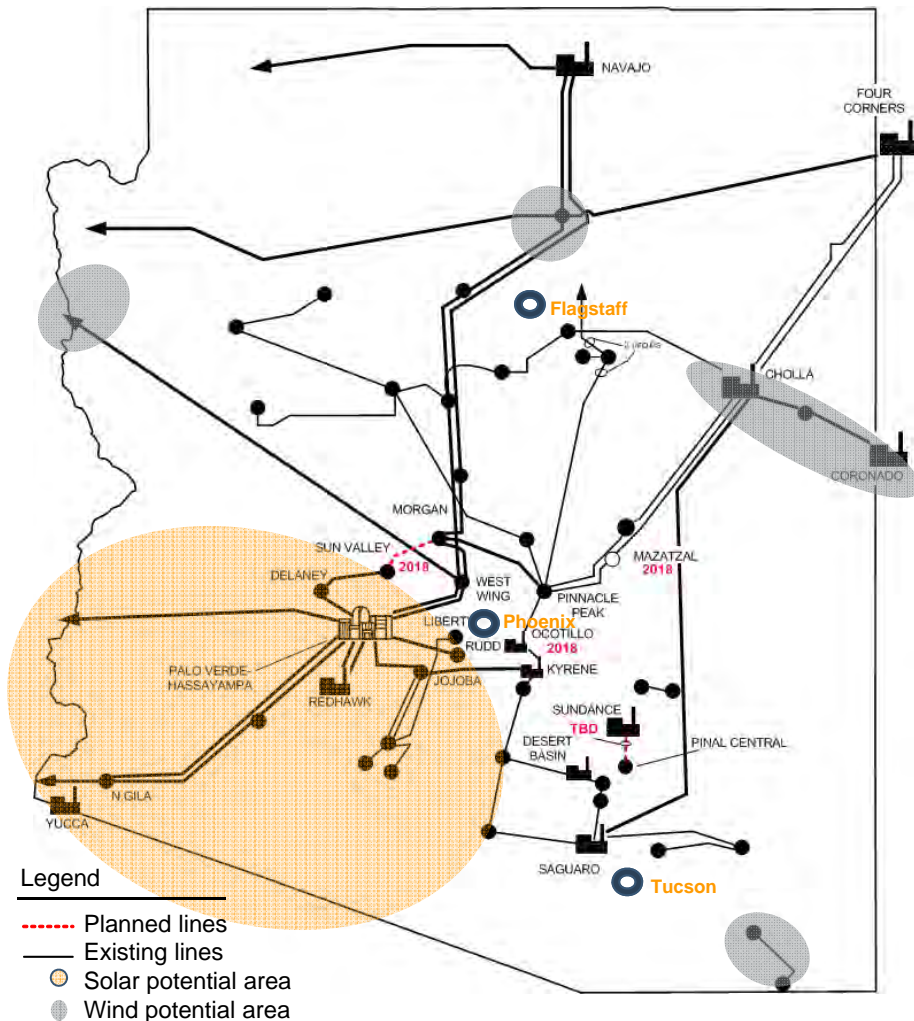 NAVAJO
FOUR
CORNERS
Flagstaff
CHOLLA
CORONADO
MORGAN
SUN VALLEY
2018
DELANEY
WEST
WING
MAZATZAL
2018
PINNACLE
PEAK
LIBERT
Phoenix
RUDD
OCOTILLO
2018
PALO VERDE-
HASSAYAMPA
JOJOBA
KYRENE
REDHAWK
SUNDANCE
TBD
DESERT
BASIN
PINAL CENTRAL
N.GILA
YUCCA
SAGUARO
Tucson
Legend
Planned lines
Existing lines
Solar potential area
Wind potential area